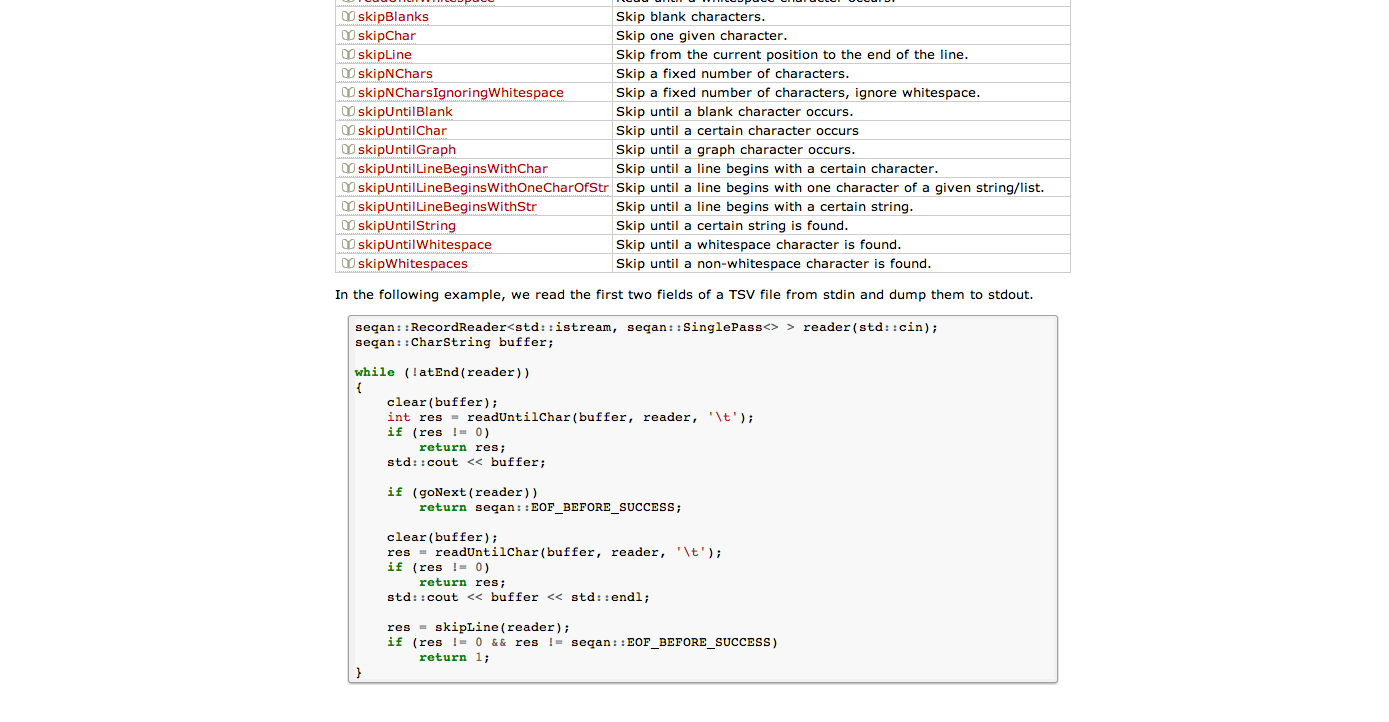 readUntilWhitespace Read until a whitespace character occurs.
skipBlanks Skip blank characters.
skipChar Skip one given character.
skipLine Skip from the current position to the end of the line.
skipNChars Skip a fixed number of characters.
skipNCharsIgnoringWhitespace Skip a fixed number of characters, ignore whitespace.
skipUntilBlank Skip until a blank character occurs.
skipUntilChar Skip until a certain character occurs
skipUntilGraph Skip until a graph character occurs.
skipUntilLineBeginsWithChar Skip until a line begins with a certain character.
skipUntilLineBeginsWithOneCharOfStr Skip until a line begins with one character of a given string/list.
skipUntilLineBeginsWithStr Skip until a line begins with a certain string.
skipUntilString Skip until a certain string is found.
skipUntilWhitespace Skip until a whitespace character is found.
skipWhitespaces Skip until a non-whitespace character is found.
In the following example, we read the first two fields of a TSV file from stdin and dump them to stdout.
seqan::RecordReader<std::istream, seqan::SinglePass<> > reader(std::cin);
seqan::CharString buffer;
while (!atEnd(reader))
{
    clear(buffer);
    int res = readUntilChar(buffer, reader, '\t');
    if (res != 0)
        return res;
    std::cout << buffer;
    if (goNext(reader))
        return seqan::EOF_BEFORE_SUCCESS;
    clear(buffer);
    res = readUntilChar(buffer, reader, '\t');
    if (res != 0)
        return res;
    std::cout << buffer << std::endl;
    res = skipLine(reader);
    if (res != 0 && res != seqan::EOF_BEFORE_SUCCESS)
        return 1;
}